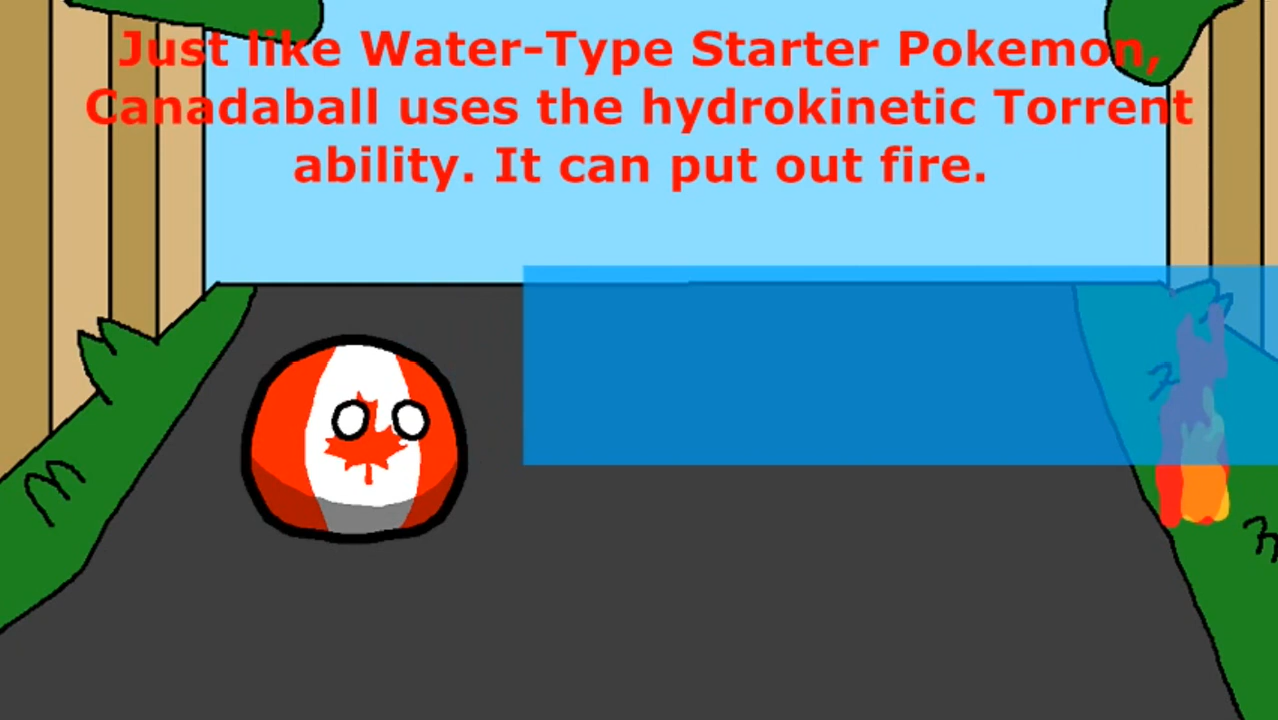 Just like Water-Type Starter Pokemon,
Canadaball uses the hydrokinetic Torrent
ability. It can put out fire.